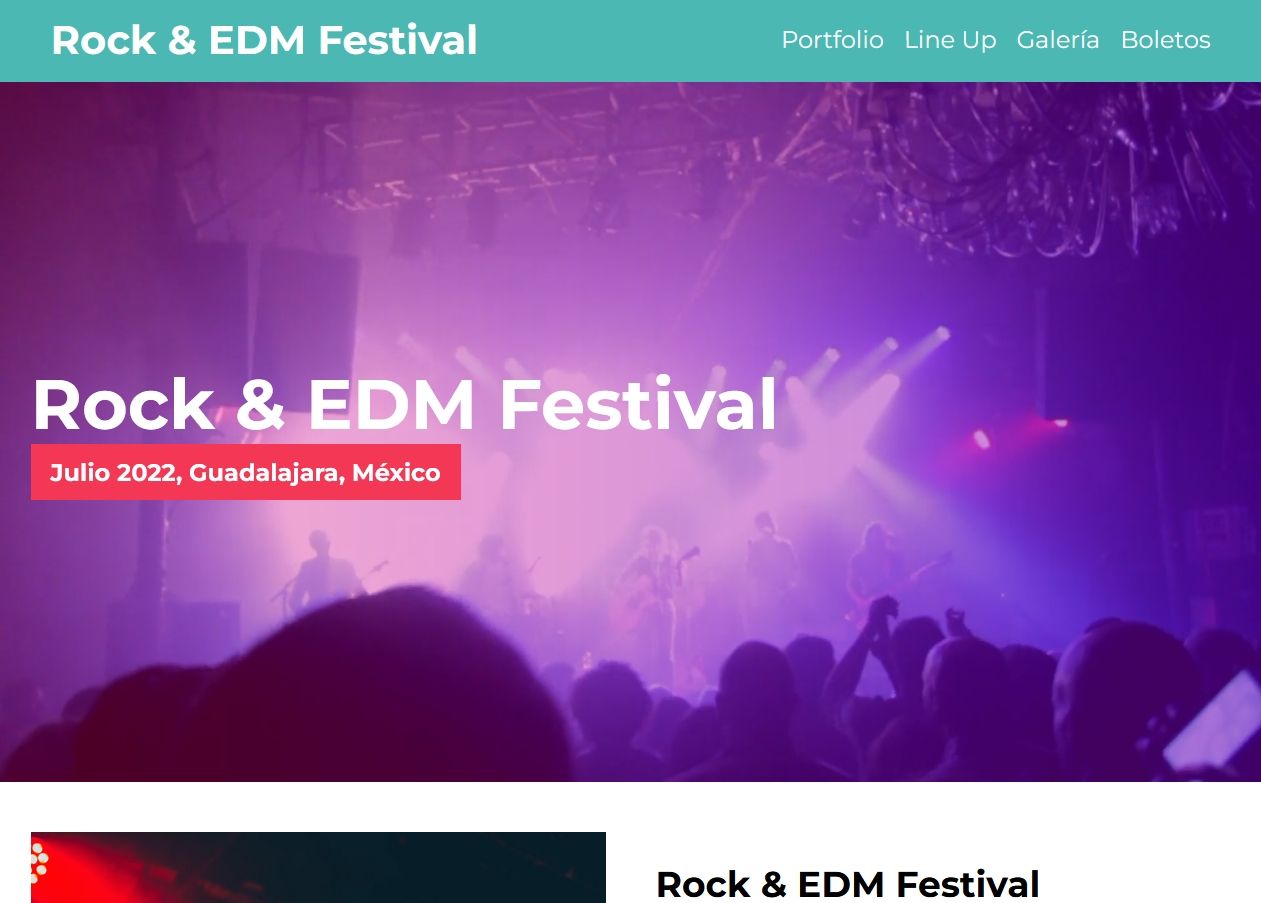 Rock & EDM Festival
Portfolio Line Up Galería Boletos
Rock & EDM Festival
Julio 2022, Guadalajara, México
Rock & EDM Festival